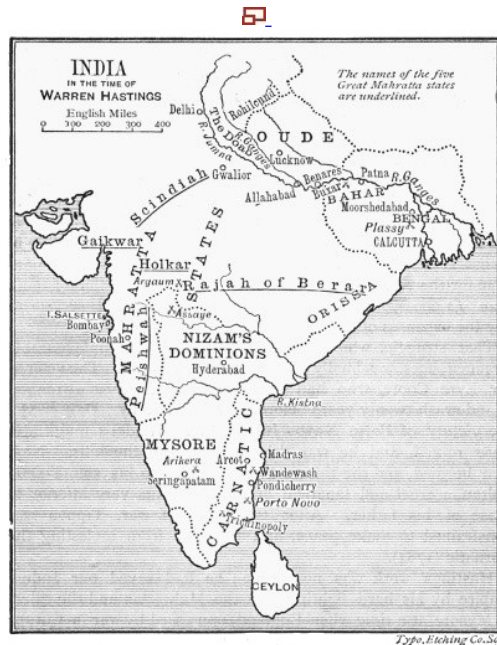 INDIA
IN THE TIME OF
WARREN HASTINGS
English Miles
0 100 200 300 400
The names of the five
Great Mahratta states
are underlined.
Delhi
Rohilcund
The Doab
R. Jumna
R. Ganges
OUDE
Lucknow
Gwalior
Scindiah
Allahabad
Benares
Buxar
Patna
R. Ganges
BAHAR
Moorshedabad
BENGAL
Plassy
CALCUTTA
Gaikwar
Holkar
MAHRATTA
STATES
Argaum
Rajah of Berar
Assaye
ORISSA
I. SALSETTE
Bombay
Poonah
Peishwah
NIZAM'S
DOMINIONS
Hyderabad
R. Kistna
MYSORE
Arikera
Seringapatam
CARNATIC
Arcot
Madras
Wandewash
Pondicherry
Porto Novo
Trichinopoly
CEYLON
Typo. Etching Co. Sc